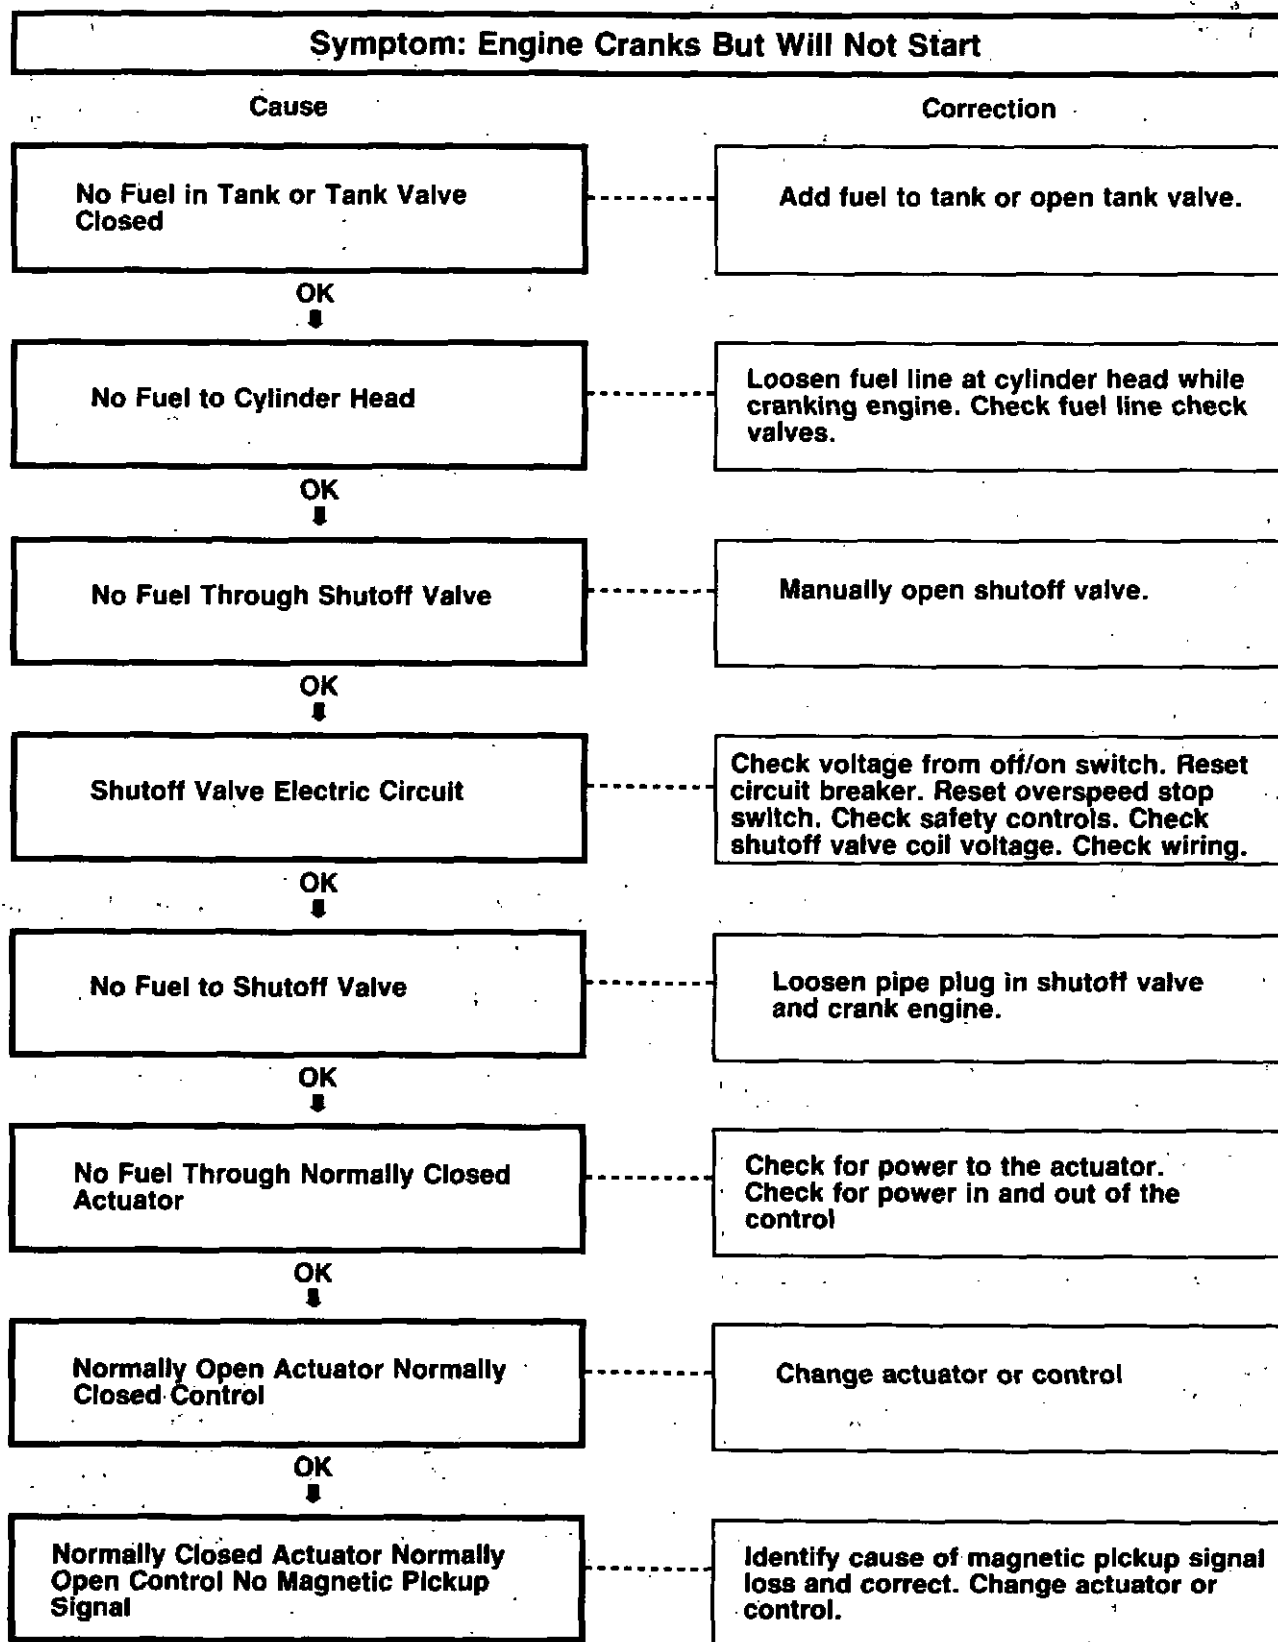 Symptom: Engine Cranks But Will Not Start
Cause
Correction
No Fuel in Tank or Tank Valve
Closed
Add fuel to tank or open tank valve.
OK
No Fuel to Cylinder Head
Loosen fuel line at cylinder head while
cranking engine. Check fuel line check
valves.
OK
No Fuel Through Shutoff Valve
Manually open shutoff valve.
OK
Shutoff Valve Electric Circuit
Check voltage from off/on switch. Reset
circuit breaker. Reset overspeed stop
switch. Check safety controls. Check
shutoff valve coil voltage. Check wiring.
OK
No Fuel to Shutoff Valve
Loosen pipe plug in shutoff valve
and crank engine.
OK
No Fuel Through Normally Closed
Actuator
Check for power to the actuator.
Check for power in and out of the
control
OK
Normally Open Actuator Normally
Closed Control
Change actuator or control
OK
Normally Closed Actuator Normally
Open Control No Magnetic Pickup
Signal
Identify cause of magnetic pickup signal
loss and correct. Change actuator or
control.